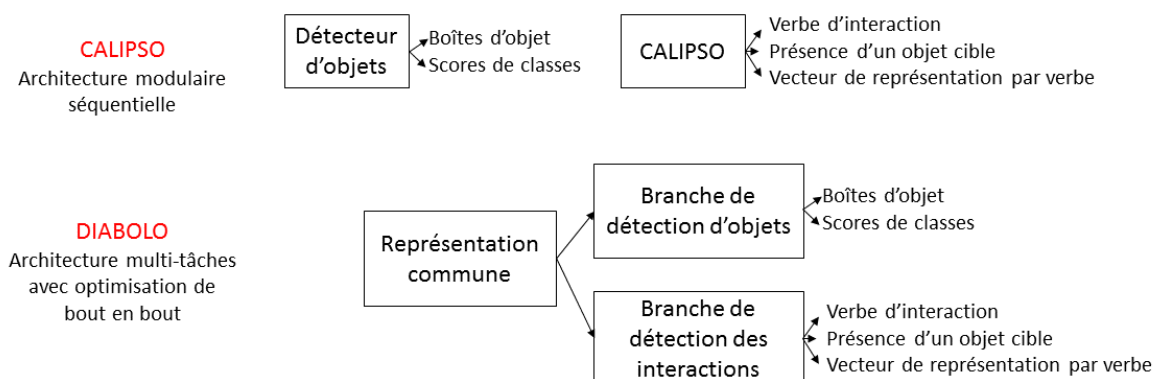 CALIPSO
Architecture modulaire
séquentielle
Détecteur
d'objets
Boîtes d'objet
Scores de classes
CALIPSO
Verbe d'interaction
Présence d'un objet cible
Vecteur de représentation par verbe
DIABOLO
Architecture multi-tâches
avec optimisation de
bout en bout
Représentation
commune
Branche de
détection d'objets
Boîtes d'objet
Scores de classes
Branche de
détection des
interactions
Verbe d'interaction
Présence d'un objet cible
Vecteur de représentation par verbe